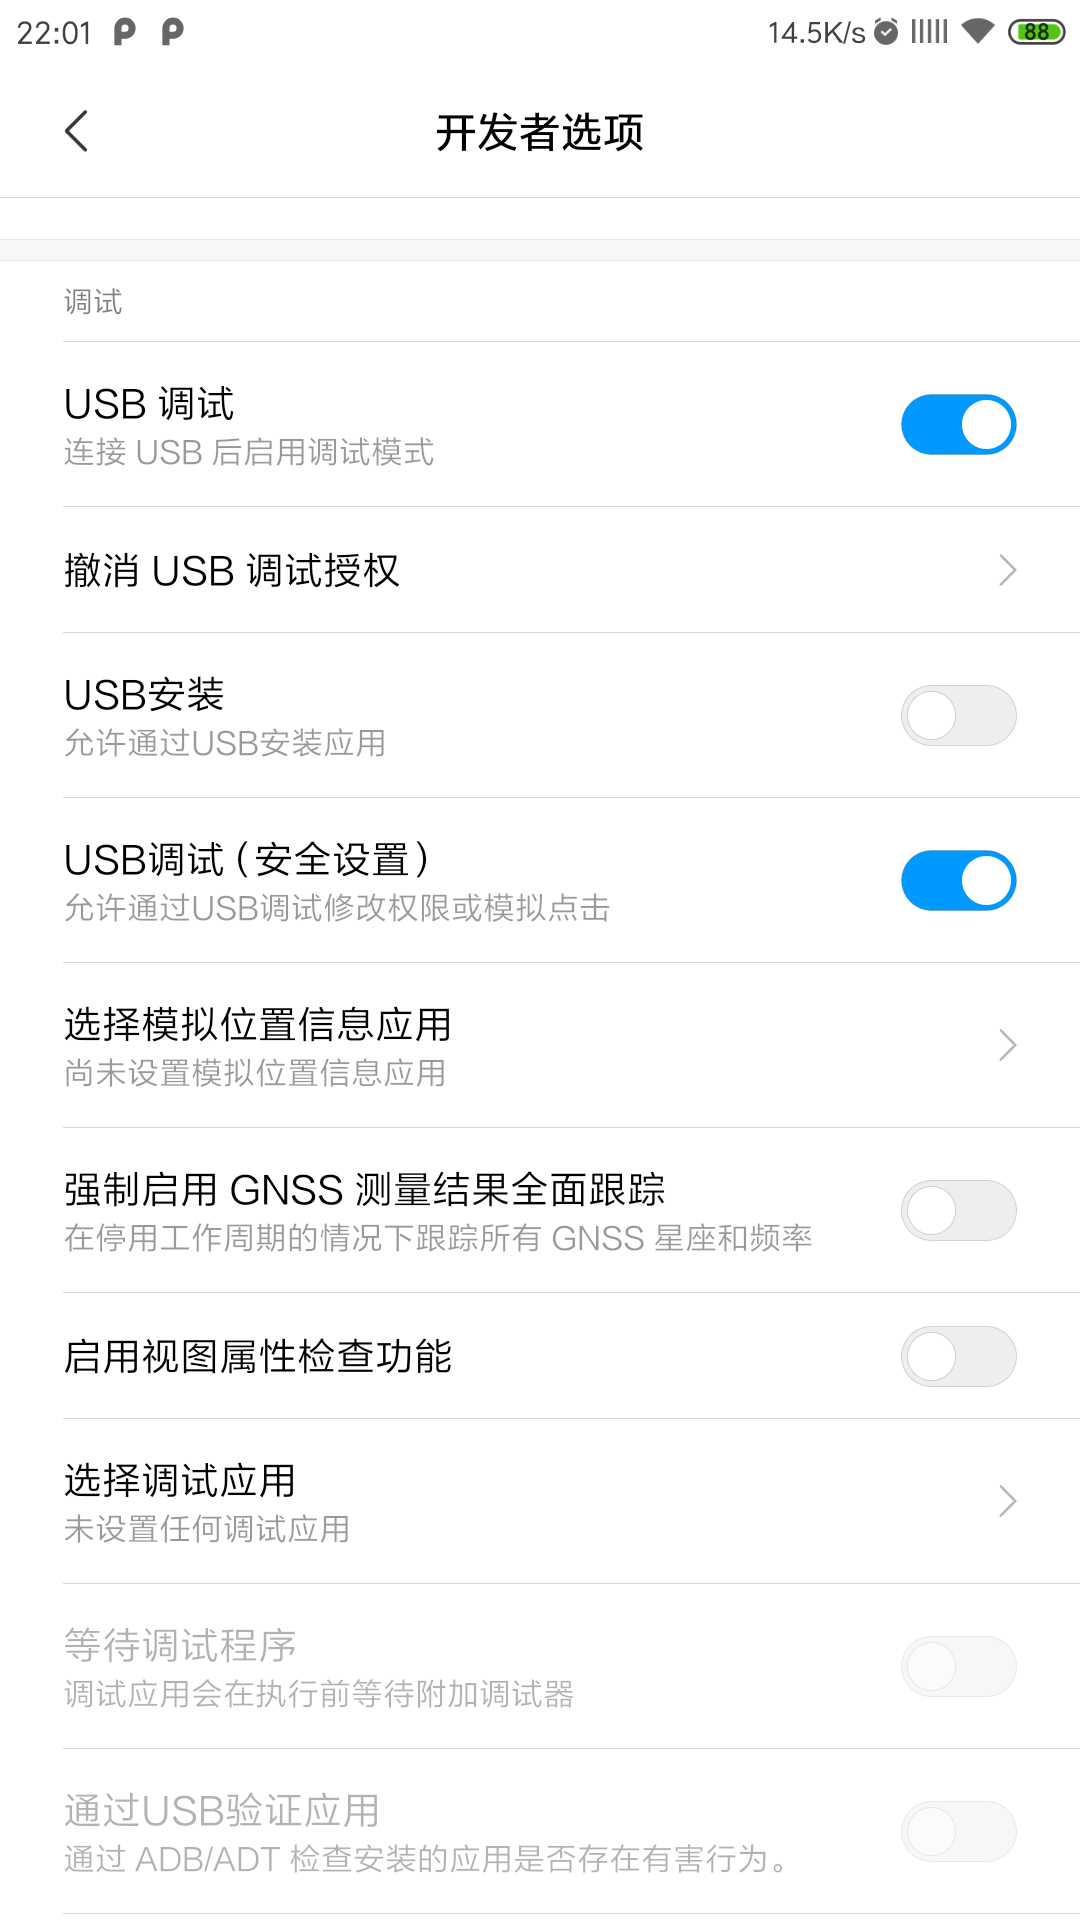 22:01 14.5K/s 88
开发者选项
调试
USB 调试
连接 USB 后启用调试模式
撤消 USB 调试授权
USB安装
允许通过USB安装应用
USB调试（安全设置）
允许通过USB调试修改权限或模拟点击
选择模拟位置信息应用
尚未设置模拟位置信息应用
强制启用 GNSS 测量结果全面跟踪
在停用工作周期的情况下跟踪所有 GNSS 星座和频率
启用视图属性检查功能
选择调试应用
未设置任何调试应用
等待调试程序
调试应用会在执行前等待附加调试器
通过USB验证应用
通过 ADB/ADT 检查安装的应用是否存在有害行为。